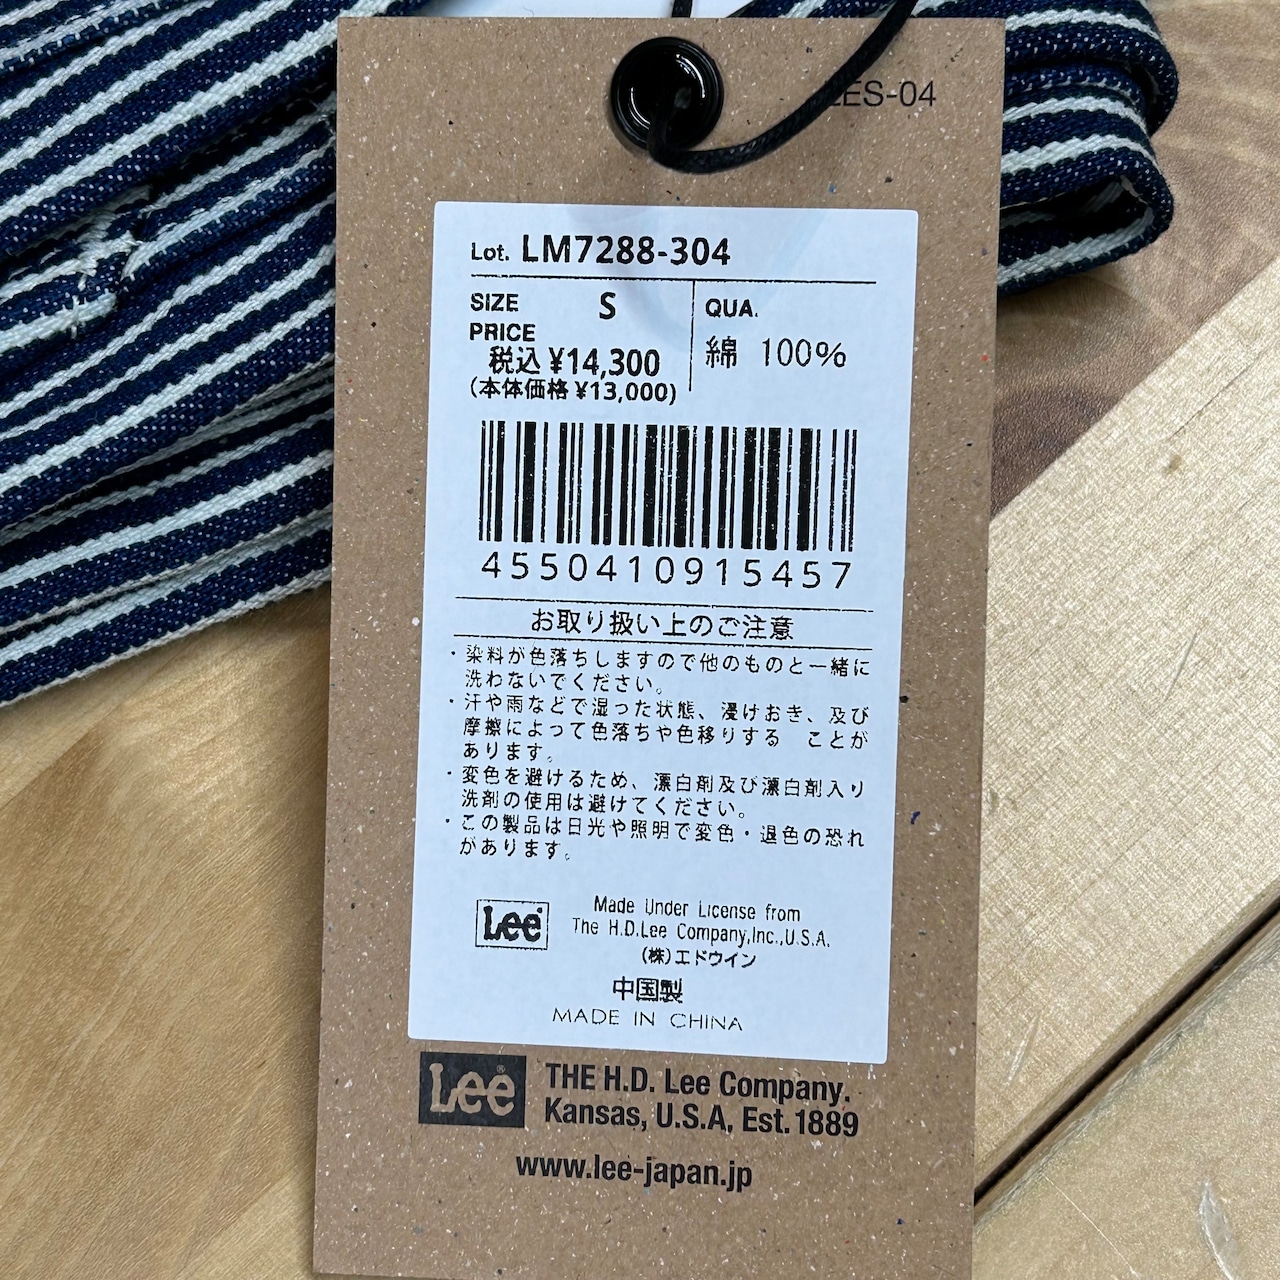 ES-04
Lot. LM7288-304
SIZE S QUA.
PRICE
税込 ¥14,300 綿 100%
(本体価格 ¥13,000)
4550410915457
お取り扱い上のご注意
・染料が色落ちしますので他のものと一緒に
洗わないでください。
・汗や雨などで湿った状態、浸けおき、及び
摩擦によって色落ちや色移りする ことが
あります。
・変色を避けるため、漂白剤及び漂白剤入り
洗剤の使用は避けてください。
・この製品は日光や照明で変色・退色の恐れ
があります。
Lee Made Under License from
The H.D.Lee Company,Inc.,U.S.A.
(株)エドウイン
中国製
MADE IN CHINA
Lee® THE H.D. Lee Company.
Kansas, U.S.A, Est.1889
www.lee-japan.jp